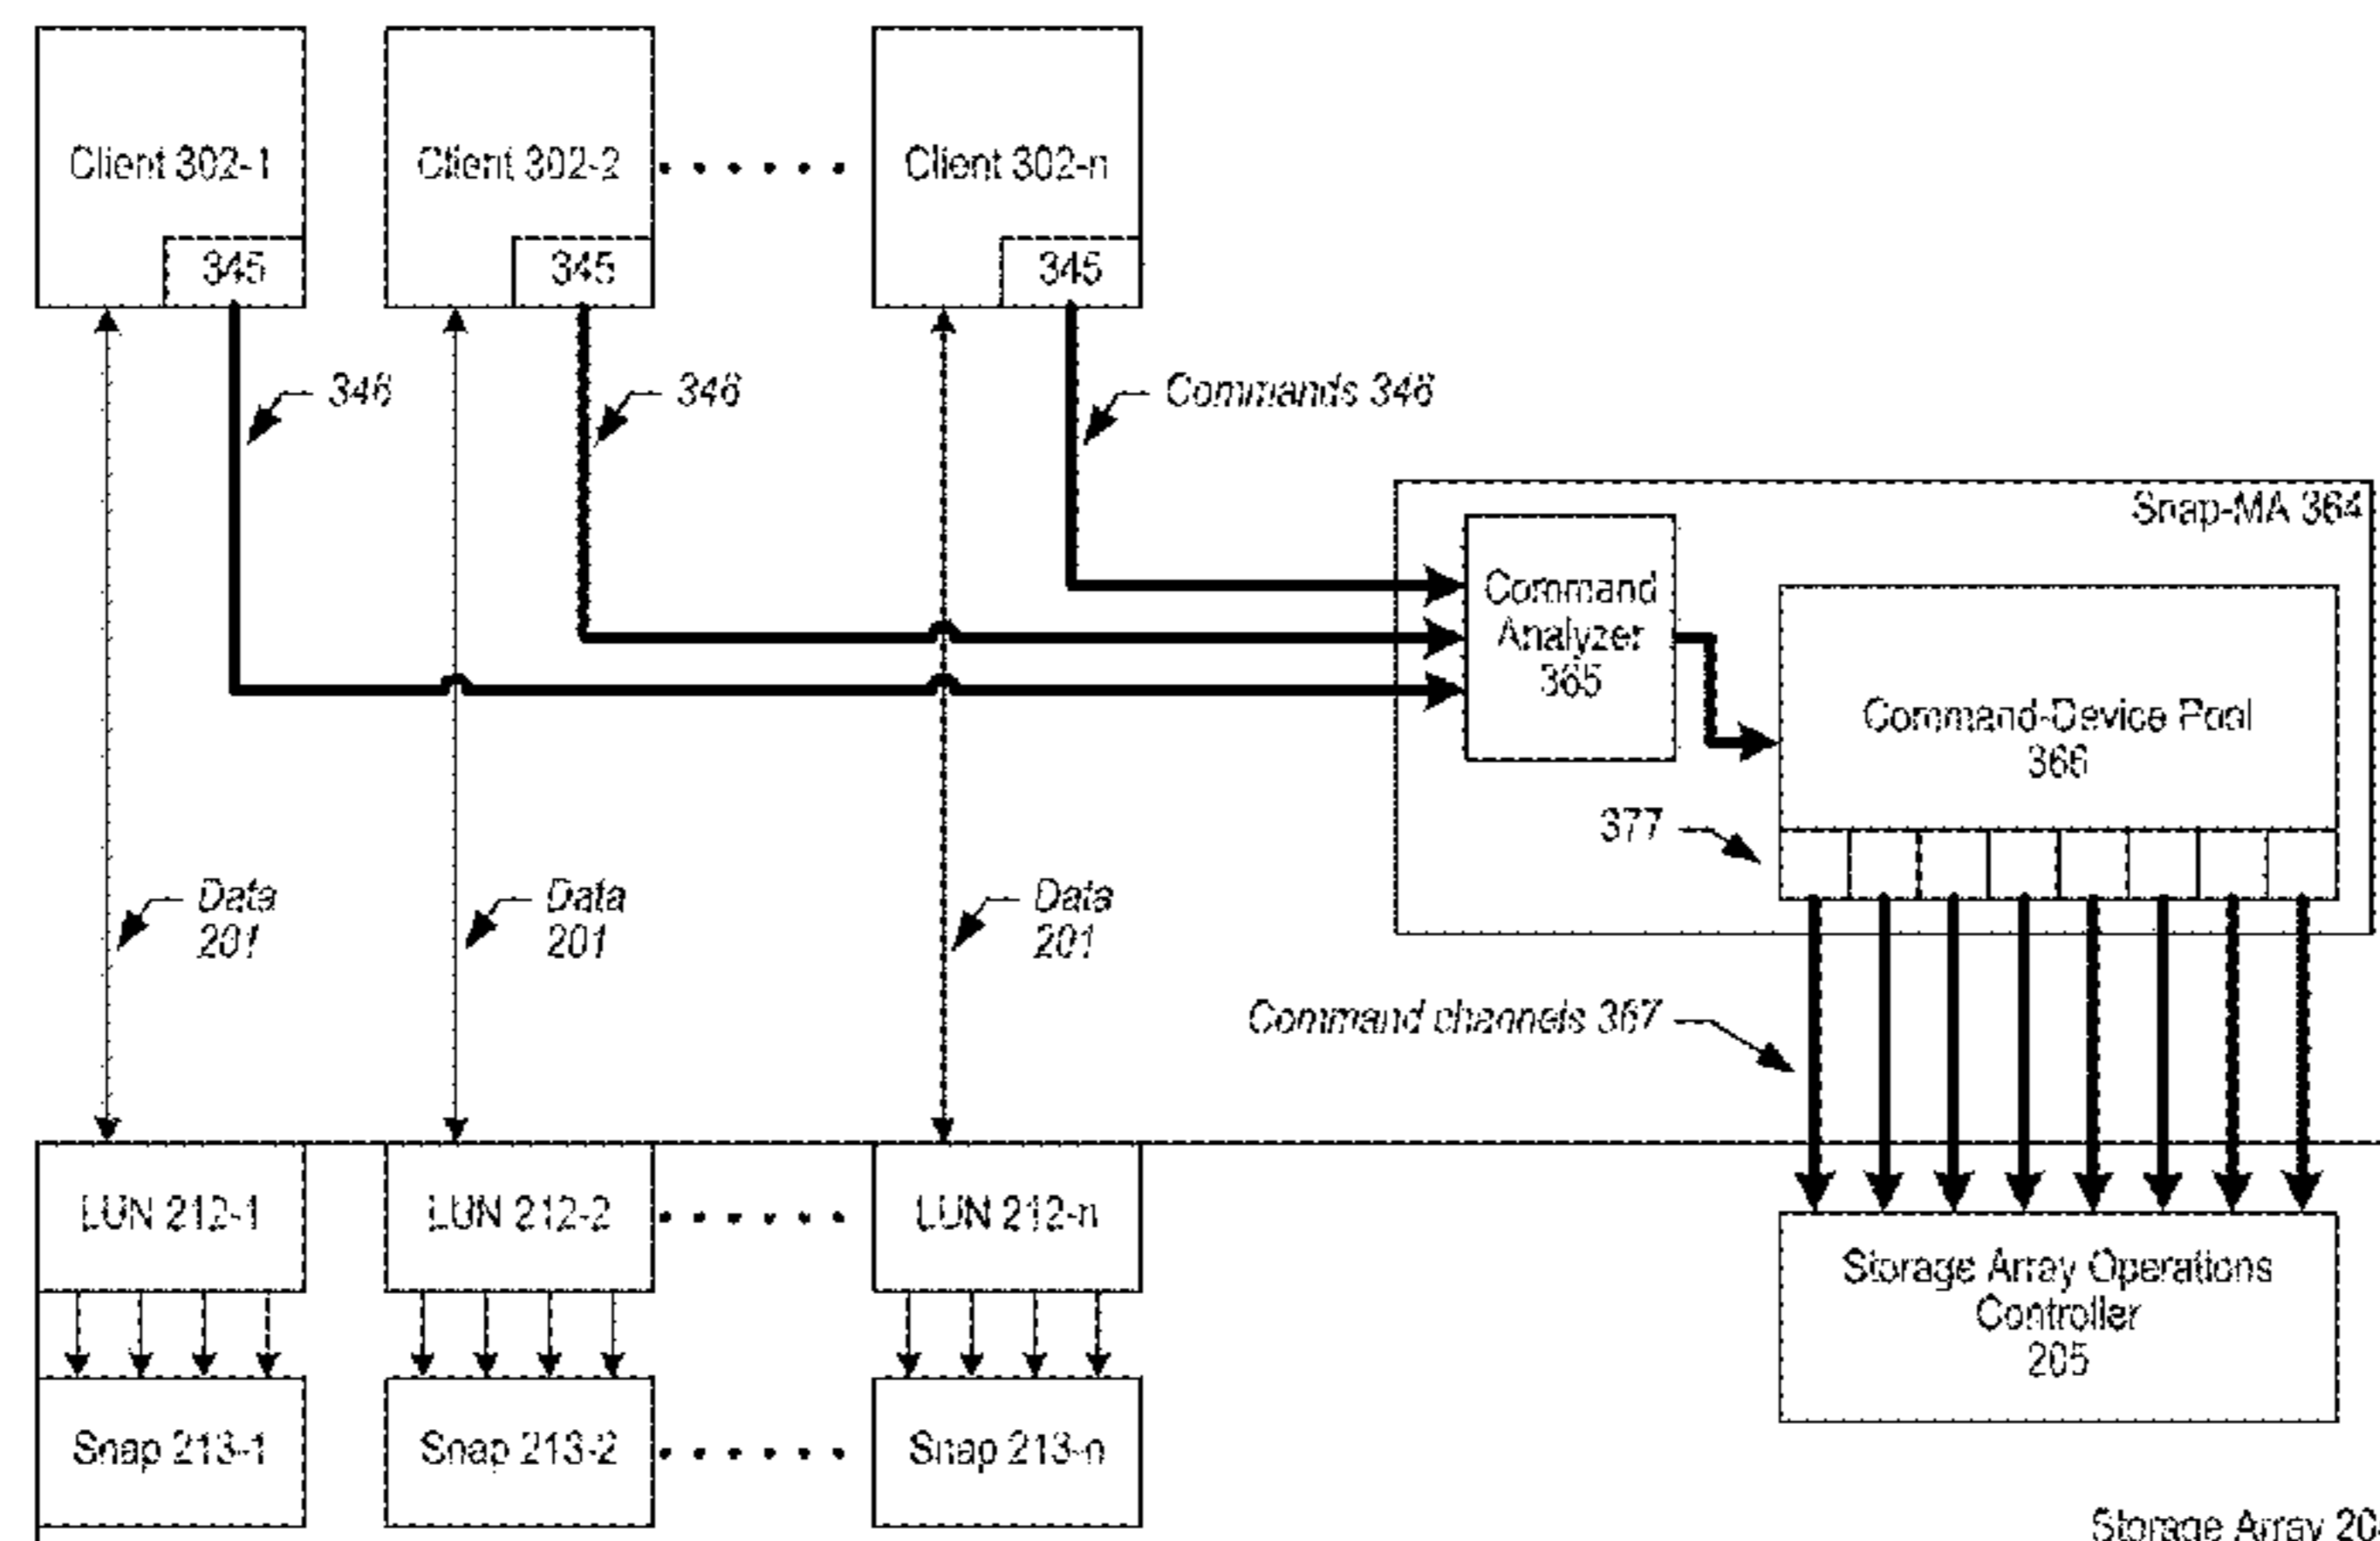 Client 302-1
Client 302-2
Client 302-n
345
345
345
346
346
Commands 346
Snap-MA 364
Command
Analyzer
365
Command-Device Pool
366
377
Data
201
Data
201
Data
201
Command channels 367
LUN 212-1
LUN 212-2
LUN 212-n
Storage Array Operations
Controller
205
Snap 213-1
Snap 213-2
Snap 213-n
Storage Array